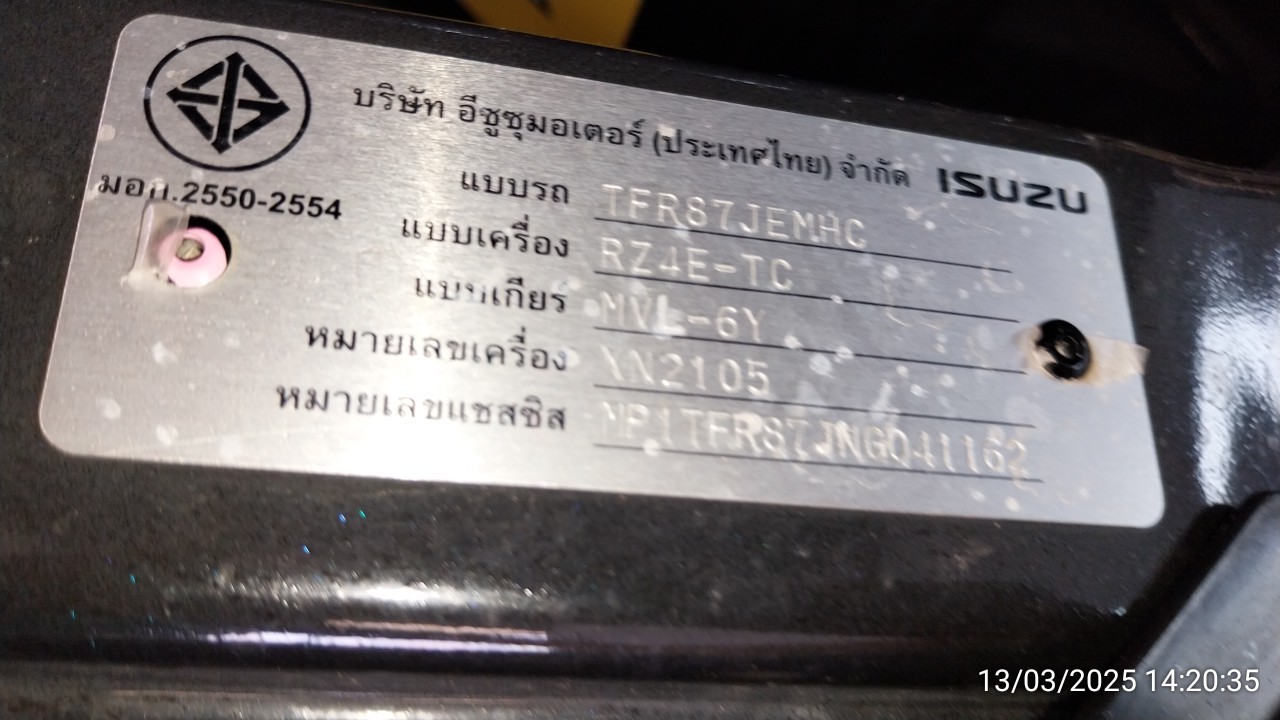 บริษัท อีซูซุมอเตอร์ (ประเทศไทย) จำกัด ISUZU
มอก.2550-2554
แบบรถ TFR87JEMHC
แบบเครื่อง RZ4E-TC
แบบเกียร์ MVL-6Y
หมายเลขเครื่อง
หมายเลขแชสซิส
13/03/2025 14:20:35